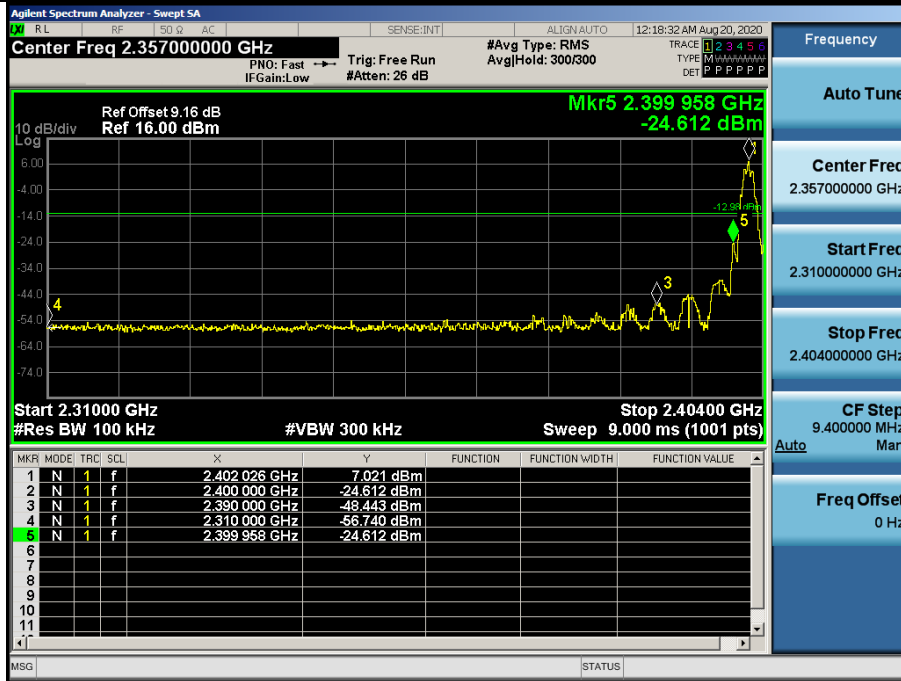 Agilent Spectrum Analyzer - Swept SA
LXI RL RF 50 Ω AC SENSE:INT ALIGN AUTO 12:18:32 AM Aug 20, 2020
Center Freq 2.357000000 GHz
PNO: Fast
IFGain:Low
Trig: Free Run
#Atten: 26 dB
#Avg Type: RMS
Avg|Hold: 300/300
TRACE 1 2 3 4 5 6
TYPE M
DET P P P P P P
Ref Offset 9.16 dB
10 dB/div Ref 16.00 dBm
Log
Mkr5 2.399 958 GHz
-24.612 dBm
6.00
-4.00
-14.0
-24.0
-34.0
-44.0
-54.0
-64.0
-74.0
-12.98 dBm
5
3
4
Start 2.31000 GHz Stop 2.40400 GHz
#Res BW 100 kHz #VBW 300 kHz Sweep 9.000 ms (1001 pts)
MKR MODE TRC SCL X Y FUNCTION FUNCTION WIDTH FUNCTION VALUE
1 N 1 f 2.402 026 GHz 7.021 dBm
2 N 1 f 2.400 000 GHz -24.612 dBm
3 N 1 f 2.390 000 GHz -48.443 dBm
4 N 1 f 2.310 000 GHz -56.740 dBm
5 N 1 f 2.399 958 GHz -24.612 dBm
6
7
8
9
10
11
MSG STATUS
Frequency
Auto Tune
Center Freq
2.357000000 GHz
Start Freq
2.310000000 GHz
Stop Freq
2.404000000 GHz
CF Step
9.400000 MHz
Auto Man
Freq Offset
0 Hz